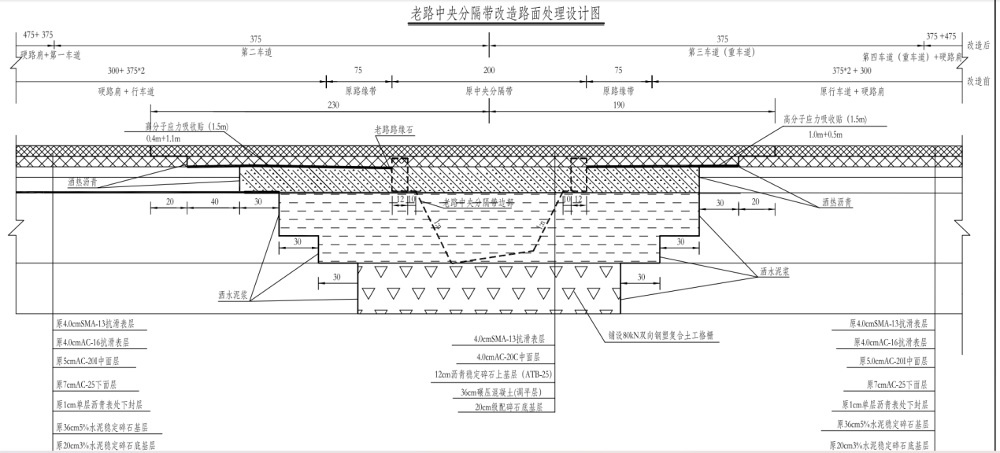 老路中央分隔带改造路面处理设计图
475+ 375
375
375
375 +475
改造后
硬路肩+第一车道
第二车道
第三车道（重车道）
第四车道（重车道）+硬路肩
300+ 375*2
75
200
75
375*2 + 300
改造前
硬路肩 + 行车道
原路缘带
原中央分隔带
原路缘带
原行车道 + 硬路肩
230
190
高分子应力吸收贴（1.5m）
0.4m+1.1m
老路路缘石
高分子应力吸收贴（1.5m)
1.0m+0.5m
洒热沥青
洒热沥青
20
40
30
12
10
老路中央分隔带边部
10
12
30
20
1:n
1:n
30
30
30
30
洒水泥浆
洒水泥浆
铺设80kN双向钢塑复合土工格栅
原4.0cmSMA-13抗滑表层
原4.0cmAC-16抗滑表层
原5cmAC-20I中面层
原7cmAC-25下面层
原1cm单层沥青表处下封层
原36cm5%水泥稳定碎石基层
原20cm3%水泥稳定碎石底基层
4.0cmSMA-13抗滑表层
4.0cmAC-20C中面层
12cm沥青稳定碎石上基层（ATB-25)
36cm碾压混凝土(调平层）
20cm级配碎石底基层
原4.0cmSMA-13抗滑表层
原4.0cmAC-16抗滑表层
原5.0cmAC-20I中面层
原7cmAC-25下面层
原1cm单层沥青表处下封层
原36cm5%水泥稳定碎石基层
原20cm3%水泥稳定碎石底基层